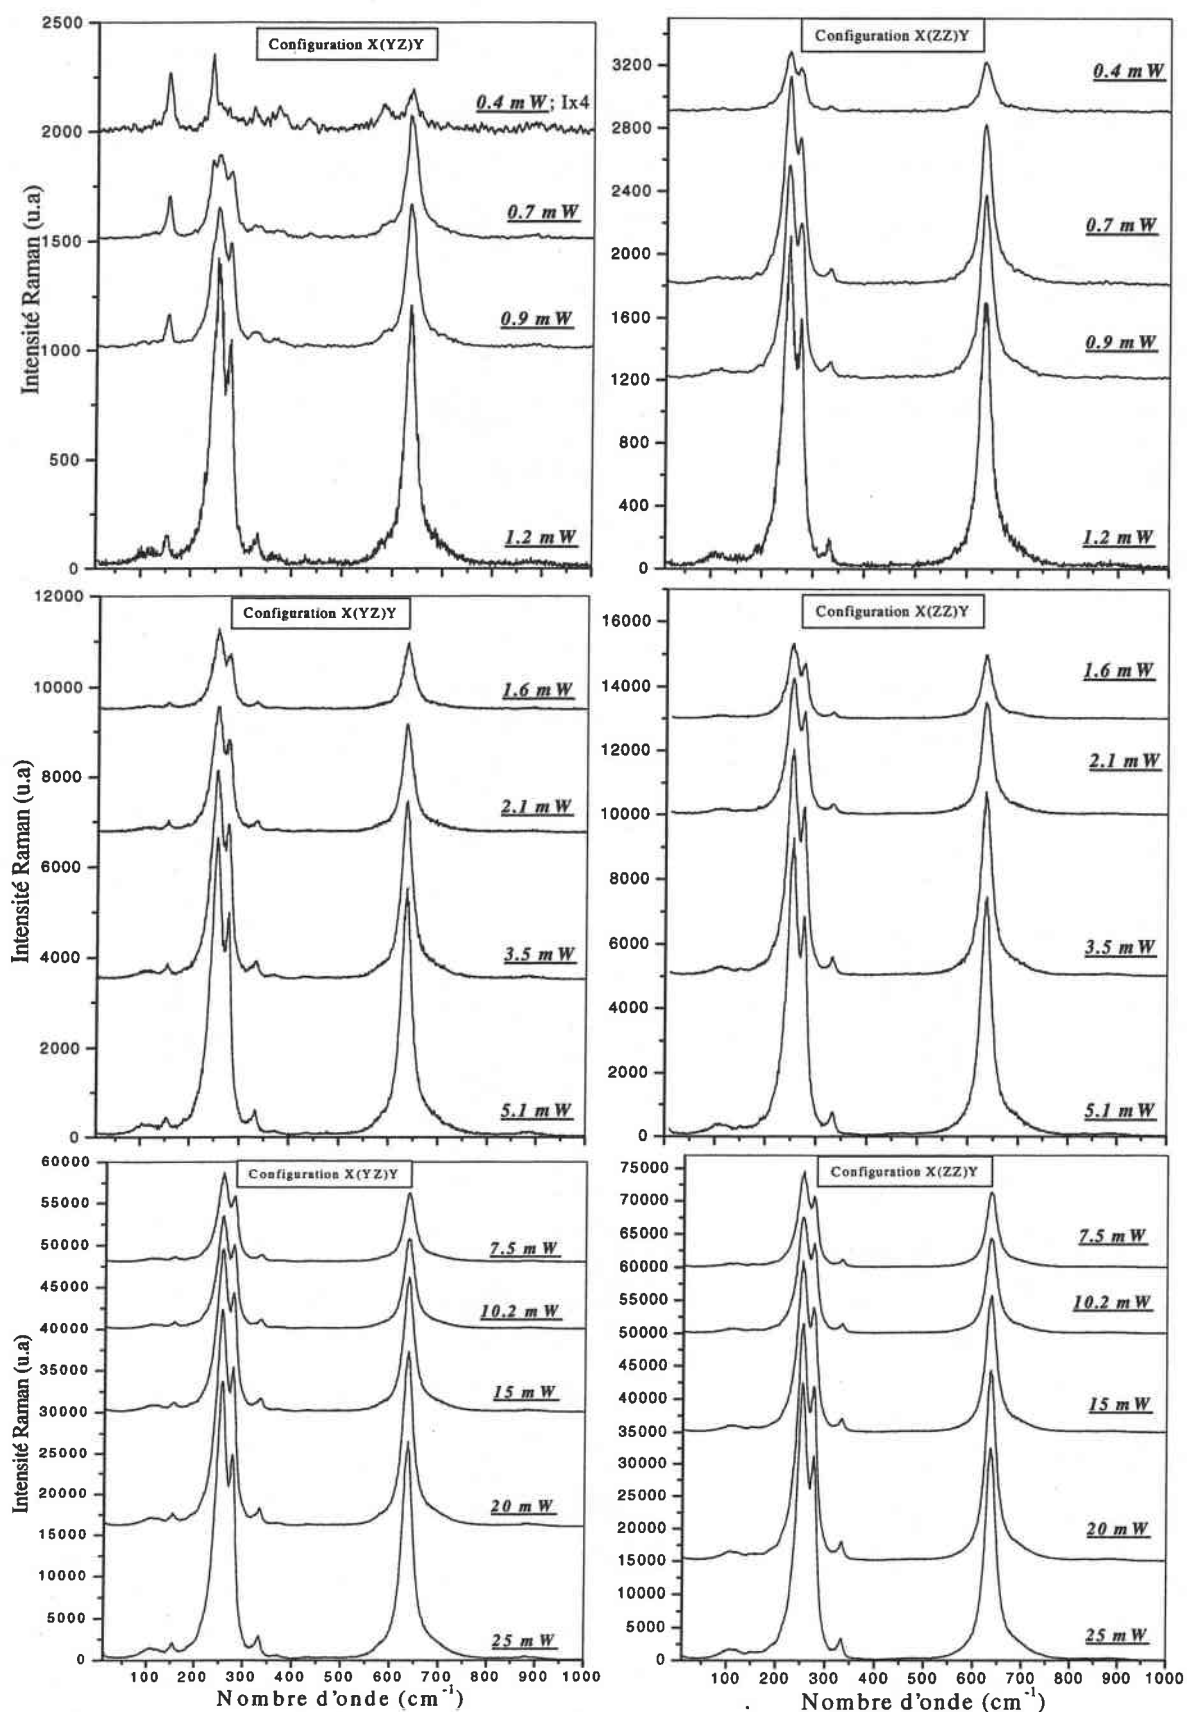 Configuration X(YZ)Y
Intensité Raman (u.a)
2500
2000
1500
1000
500
0
0.4 mW; Ix4
0.7 mW
0.9 mW
1.2 mW
Configuration X(ZZ)Y
3200
2800
2400
2000
1600
1200
800
400
0
0.4 mW
0.7 mW
0.9 mW
1.2 mW
Configuration X(YZ)Y
Intensité Raman (u.a)
12000
10000
8000
6000
4000
2000
0
1.6 mW
2.1 mW
3.5 mW
5.1 mW
Configuration X(ZZ)Y
16000
14000
12000
10000
8000
6000
4000
2000
0
1.6 mW
2.1 mW
3.5 mW
5.1 mW
Configuration X(YZ)Y
Intensité Raman (u.a)
60000
50000
45000
40000
35000
30000
25000
20000
15000
10000
5000
0
7.5 mW
10.2 mW
15 mW
20 mW
25 mW
100 200 300 400 500 600 700 800 900 1000
Nombre d'onde (cm-1)
Configuration X(ZZ)Y
75000
70000
65000
60000
55000
50000
45000
40000
35000
30000
25000
20000
15000
10000
5000
0
7.5 mW
10.2 mW
15 mW
20 mW
25 mW
100 200 300 400 500 600 700 800 900 1000
Nombre d'onde (cm-1)